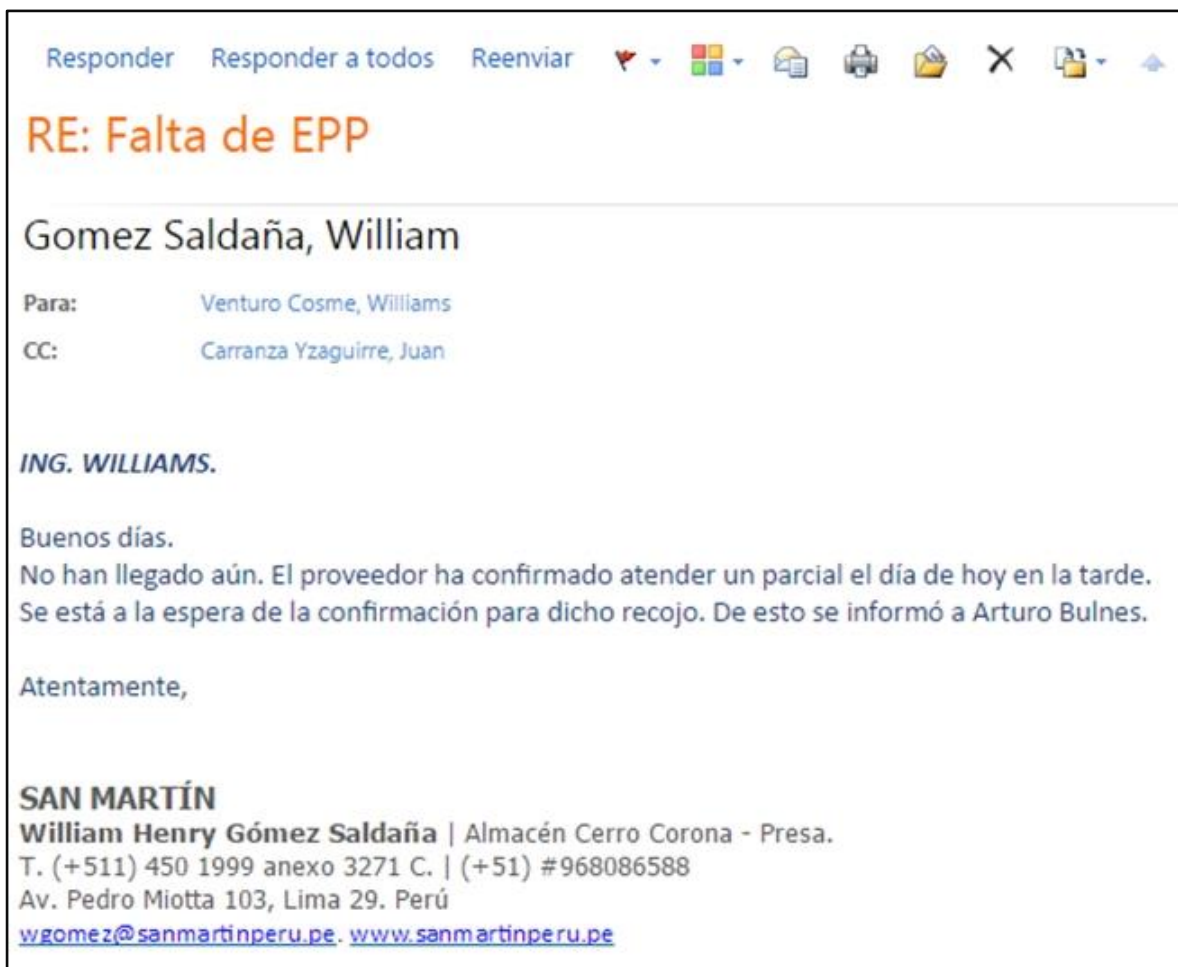 Responder Responder a todos Reenviar
RE: Falta de EPP
Gomez Saldaña, William
Para: Venturo Cosme, Williams
CC: Carranza Yzaguirre, Juan
ING. WILLIAMS.
Buenos días.
No han llegado aún. El proveedor ha confirmado atender un parcial el día de hoy en la tarde.
Se está a la espera de la confirmación para dicho recojo. De esto se informó a Arturo Bulnes.
Atentamente,
SAN MARTÍN
William Henry Gómez Saldaña | Almacén Cerro Corona - Presa.
T. (+511) 450 1999 anexo 3271 C. | (+51) #968086588
Av. Pedro Miotta 103, Lima 29. Perú
wgomez@sanmartinperu.pe. www.sanmartinperu.pe